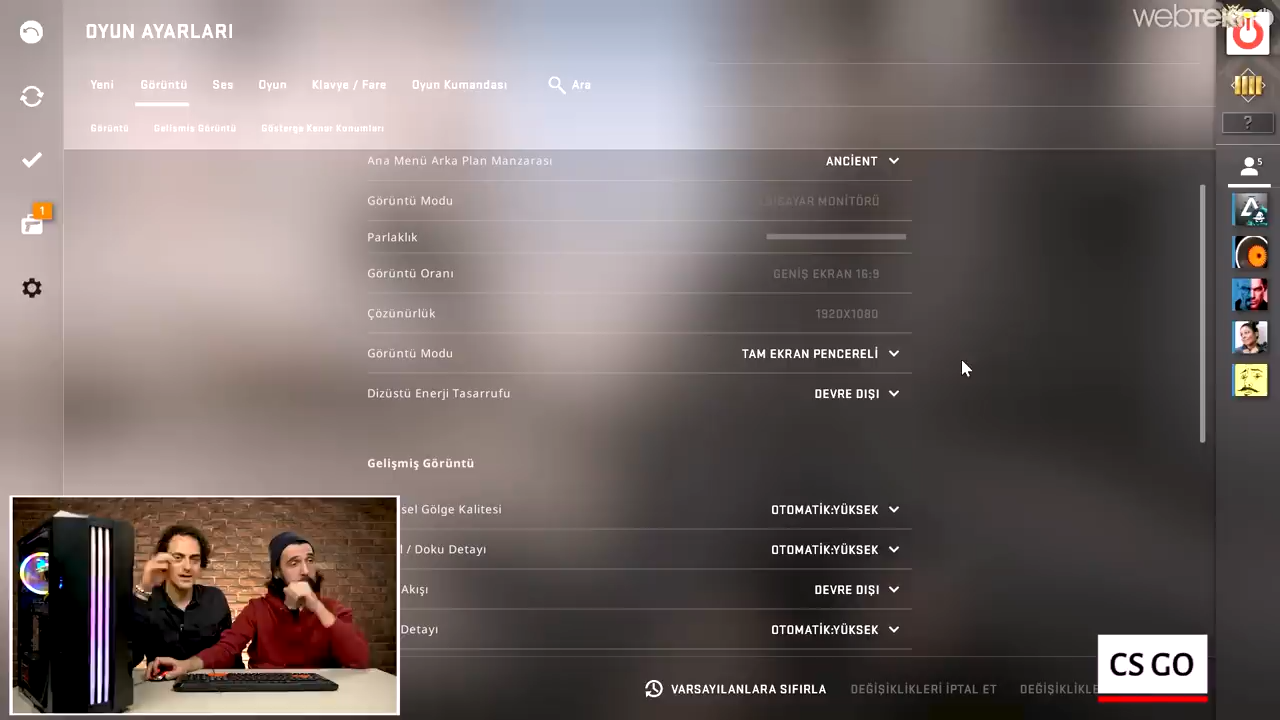 webtekno
OYUN AYARLARI
Yeni Görüntü Ses Oyun Klavye / Fare Oyun Kumandası Ara
Görüntü Gelişmiş Görüntü Gösterge Kenar Konumları
?
Ana Menü Arka Plan Manzarası ANCİENT
5
Görüntü Modu MONİTÖRÜ
1
Parlaklık
Görüntü Oranı GENİŞ EKRAN 16:9
Çözünürlük 1920X1080
Görüntü Modu TAM EKRAN PENCERELİ
Dizüstü Enerji Tasarrufu DEVRE DIŞI
Gelişmiş Görüntü
sel Gölge Kalitesi OTOMATİK:YÜKSEK
l / Doku Detayı OTOMATİK:YÜKSEK
Akışı DEVRE DIŞI
Detayı OTOMATİK:YÜKSEK
CS GO
VARSAYILANLARA SIFIRLA DEĞİŞİKLİKLERİ İPTAL ET DEĞİŞİKLİKLE